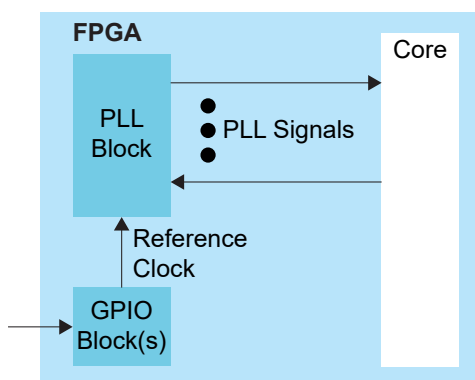 FPGA
Core
PLL
Block
PLL Signals
Reference
Clock
GPIO
Block(s)